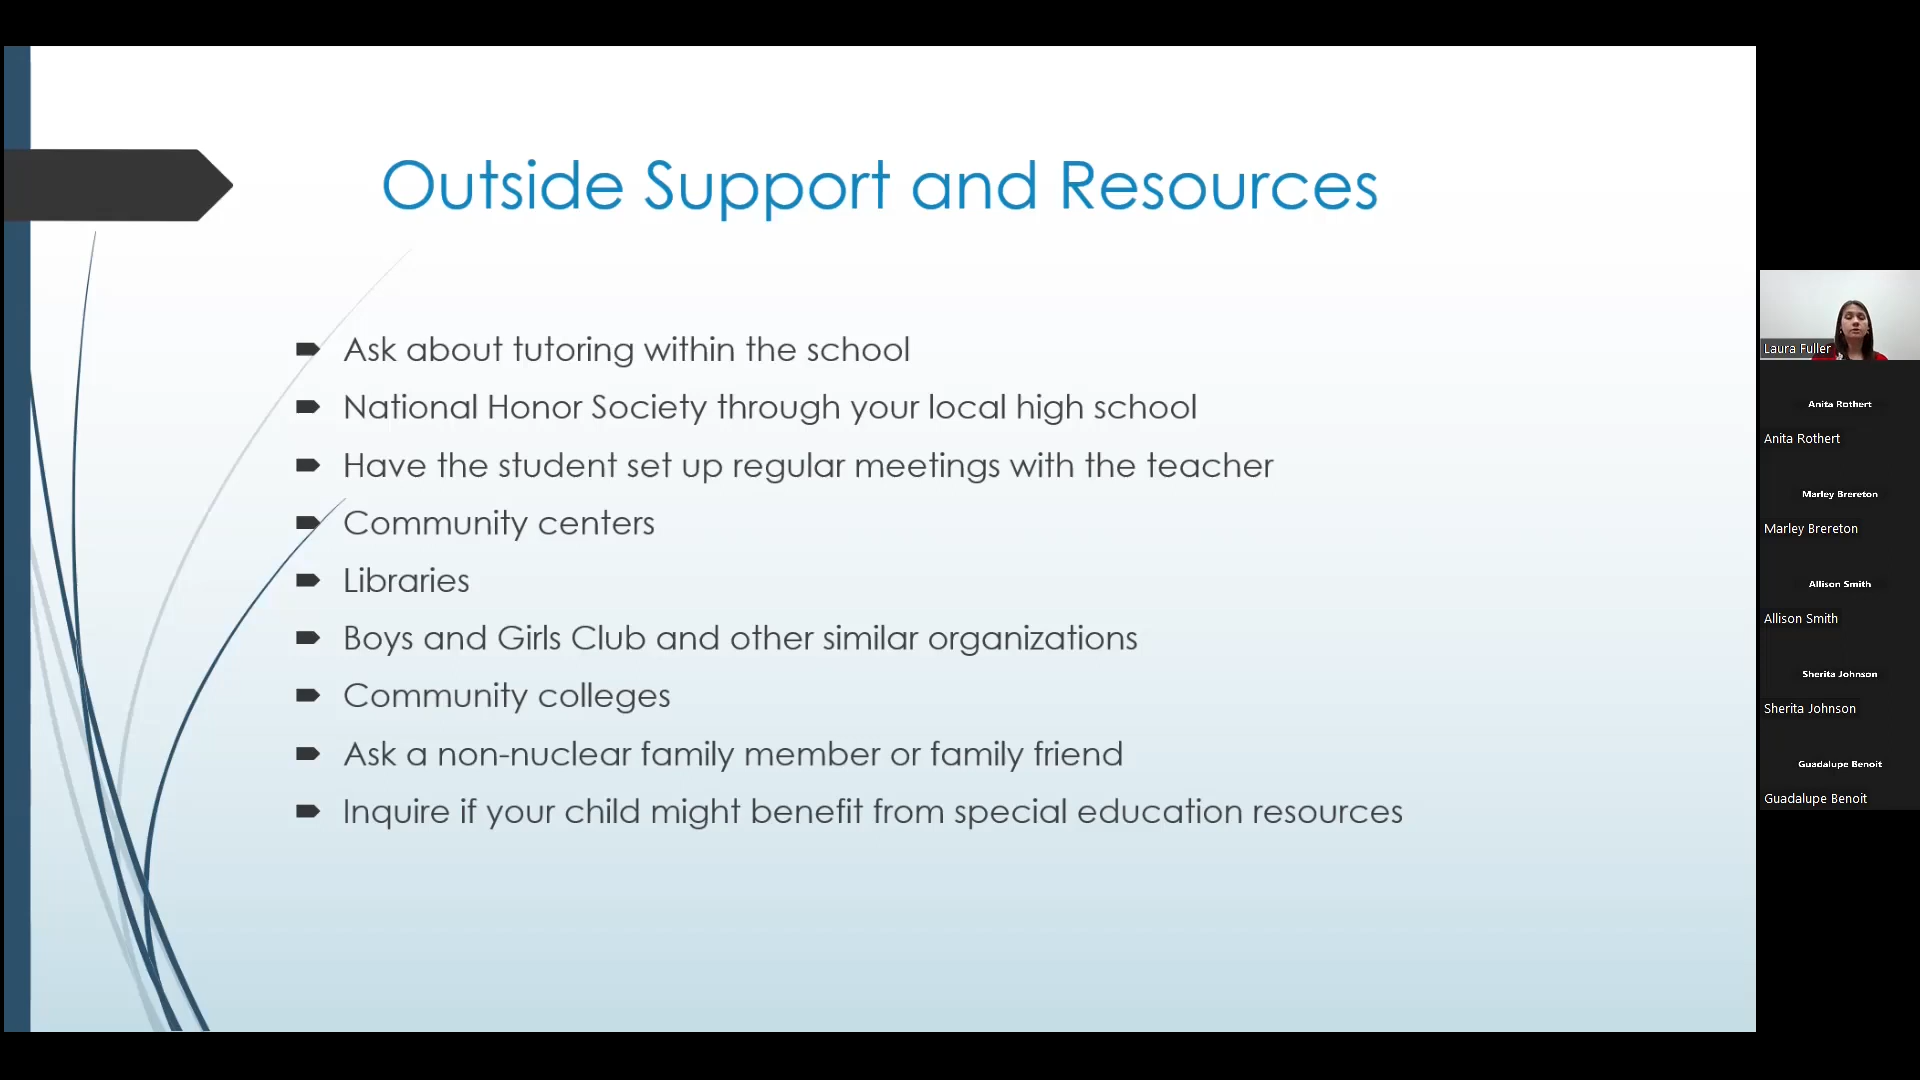 Outside Support and Resources
Ask about tutoring within the school
National Honor Society through your local high school
Have the student set up regular meetings with the teacher
Community centers
Libraries
Boys and Girls Club and other similar organizations
Community colleges
Ask a non-nuclear family member or family friend
Inquire if your child might benefit from special education resources
Laura Fuller
Anita Rothert
Anita Rothert
Marley Brereton
Marley Brereton
Allison Smith
Allison Smith
Sherita Johnson
Sherita Johnson
Guadalupe Benoit
Guadalupe Benoit